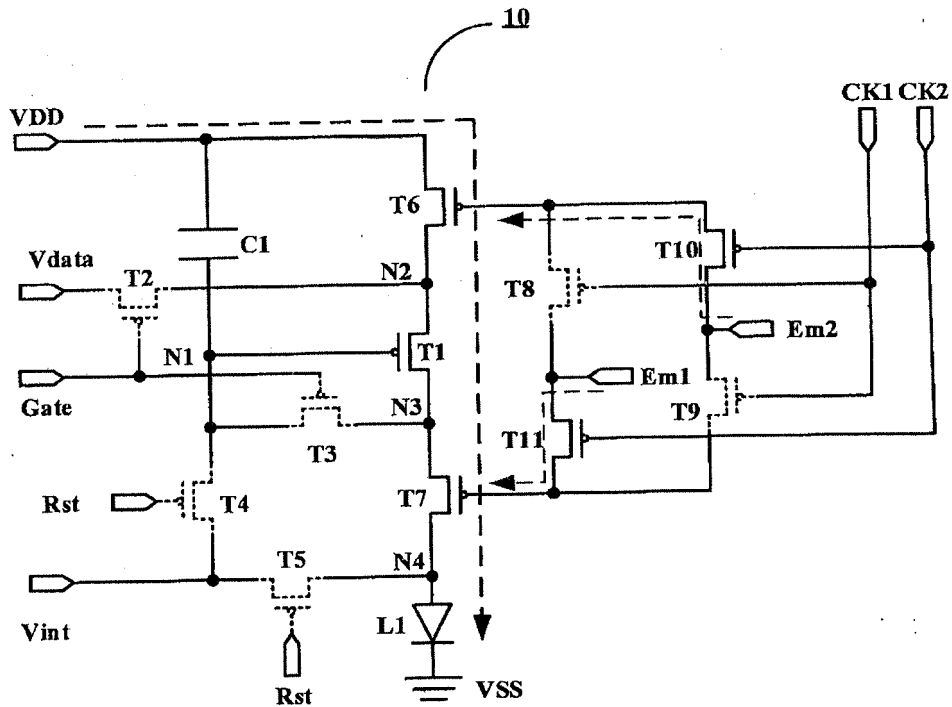 10
CK1 CK2
VDD
T6
C1
T10
Vdata
T2
N2
T8
Em2
N1
T1
Em1
Gate
N3
T9
T3
T11
Rst
T4
T7
T5
N4
Vint
L1
Rst
VSS